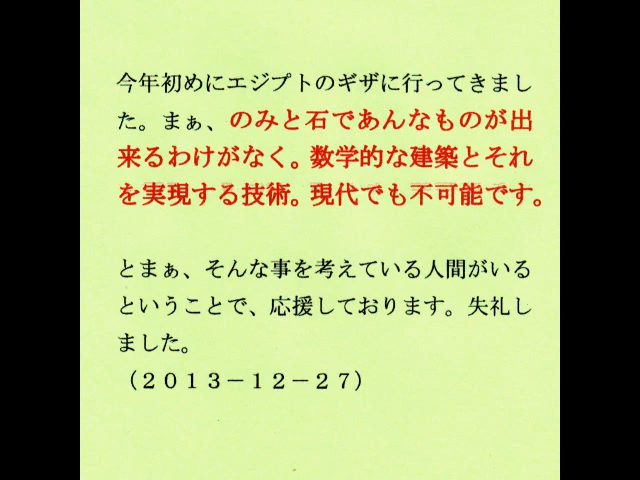 今年初めにエジプトのギザに行ってきまし
た。まぁ、のみと石であんなものが出
来るわけがなく。数学的な建築とそれ
を実現する技術。現代でも不可能です。
とまぁ、そんな事を考えている人間がいる
ということで、応援しております。失礼し
ました。
（２０１３－１２－２７）